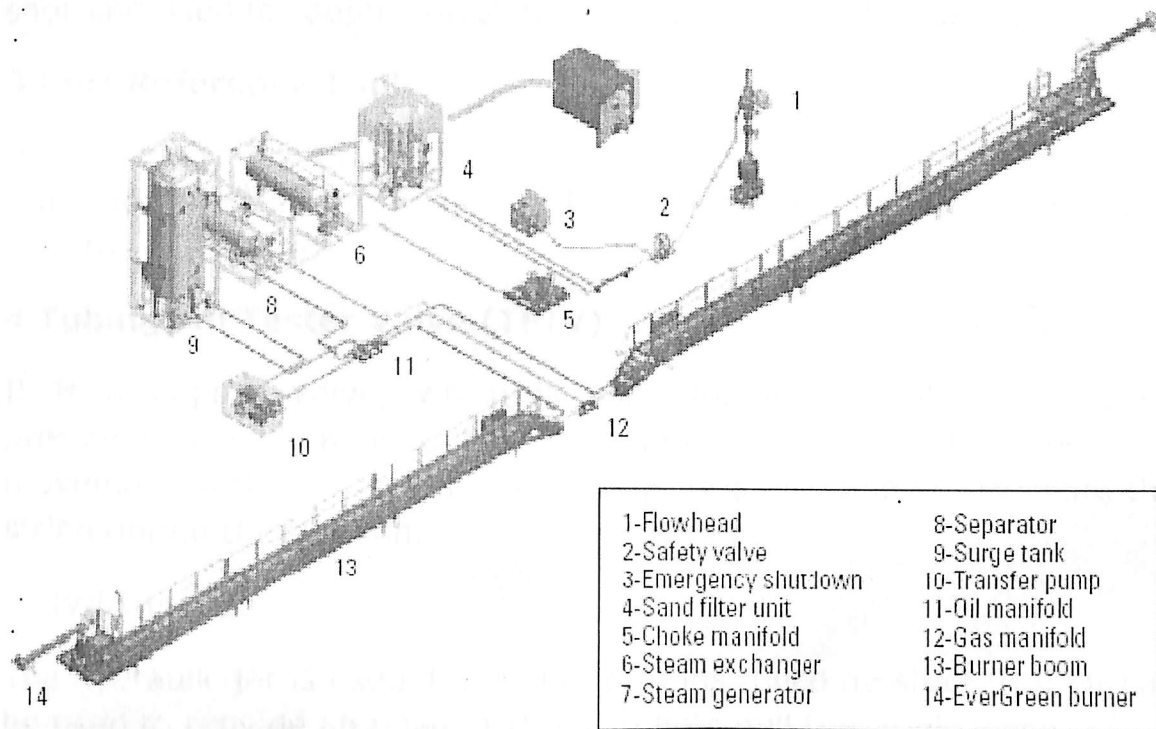 1
4
3
2
6
5
8
9
11
10
12
13
14
1-Flowhead
2-Safety valve
3-Emergency shutdown
4-Sand filter unit
5-Choke manifold
6-Steam exchanger
7-Steam generator
8-Separator
9-Surge tank
10-Transfer pump
11-Oil manifold
12-Gas manifold
13-Burner boom
14-EverGreen burner